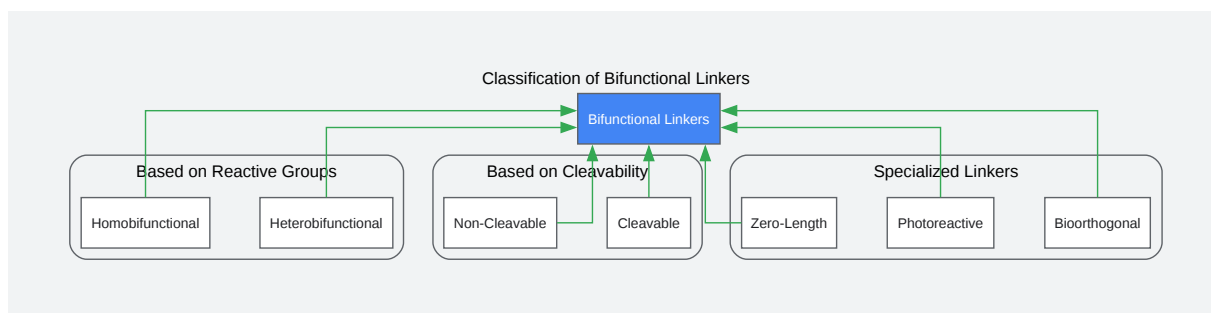 Classification of Bifunctional Linkers
Bifunctional Linkers
Based on Reactive Groups
Homobifunctional
Heterobifunctional
Based on Cleavability
Non-Cleavable
Cleavable
Specialized Linkers
Zero-Length
Photoreactive
Bioorthogonal